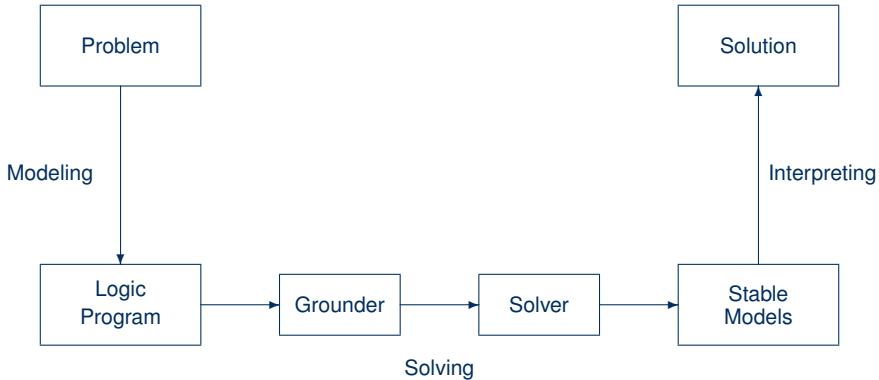 Problem
Solution
Modeling
Interpreting
Logic
Program
Grounder
Solver
Stable
Models
Solving